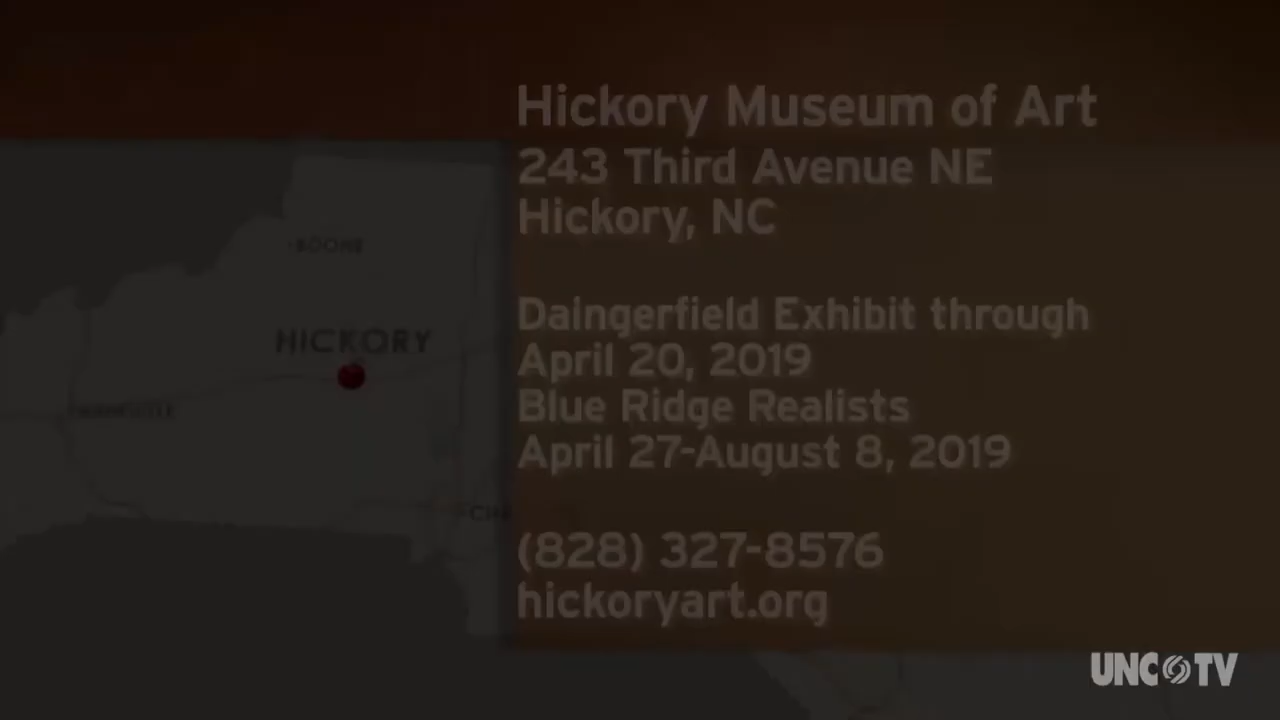 Hickory Museum of Art
243 Third Avenue NE
Hickory, NC
BOONE
HICKORY
Daingerfield Exhibit through
April 20, 2019
Blue Ridge Realists
April 27-August 8, 2019
(828) 327-8576
hickoryart.org
UNC TV